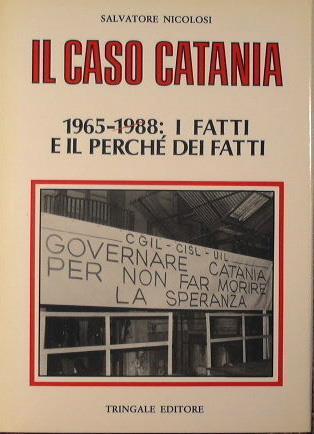 SALVATORE NICOLOSI
IL CASO CATANIA
1965-1988: I FATTI
E IL PERCHÉ DEI FATTI
CGIL - CISL - UIL
GOVERNARE CATANIA
PER NON FAR MORIRE
LA SPERANZA
TRINGALE EDITORE